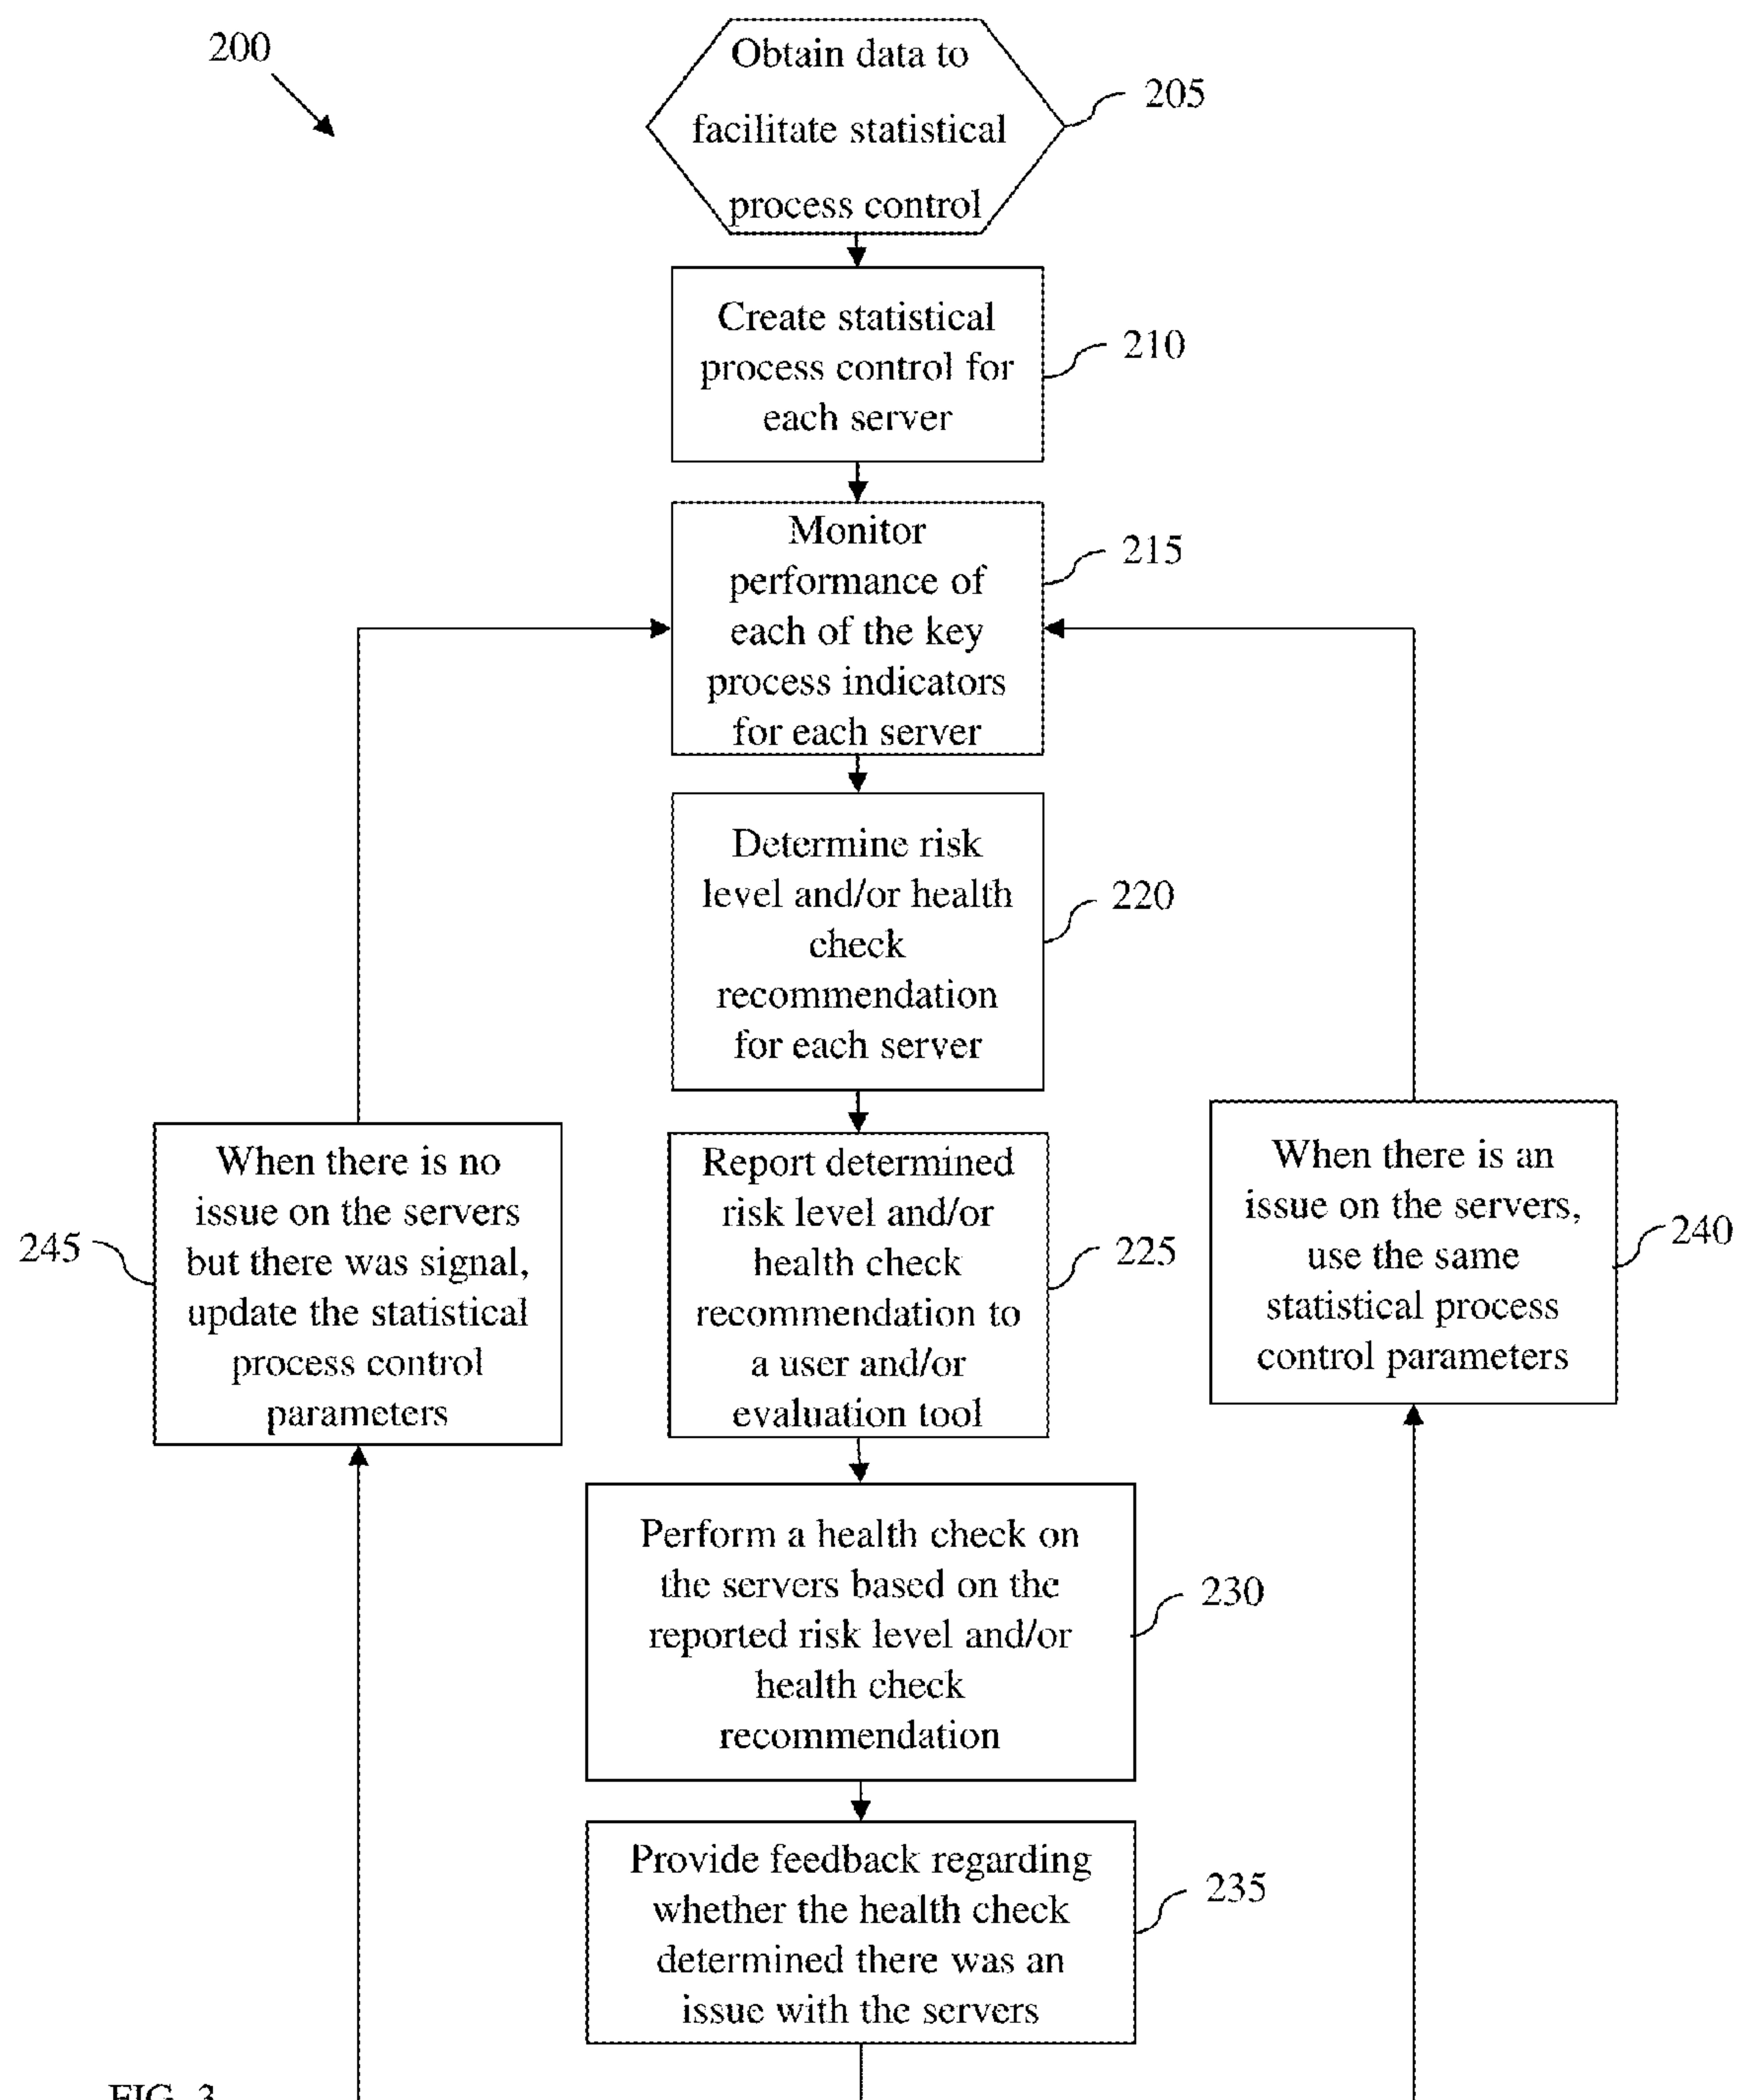 200
Obtain data to
facilitate statistical
process control
205
Create statistical
process control for
each server
210
Monitor
performance of
each of the key
process indicators
for each server
215
Determine risk
level and/or health
check
recommendation
for each server
220
Report determined
risk level and/or
health check
recommendation to
a user and/or
evaluation tool
225
When there is no
issue on the servers
but there was signal,
update the statistical
process control
parameters
245
When there is an
issue on the servers,
use the same
statistical process
control parameters
240
Perform a health check on
the servers based on the
reported risk level and/or
health check
recommendation
230
Provide feedback regarding
whether the health check
determined there was an
issue with the servers
235
FIG. 3